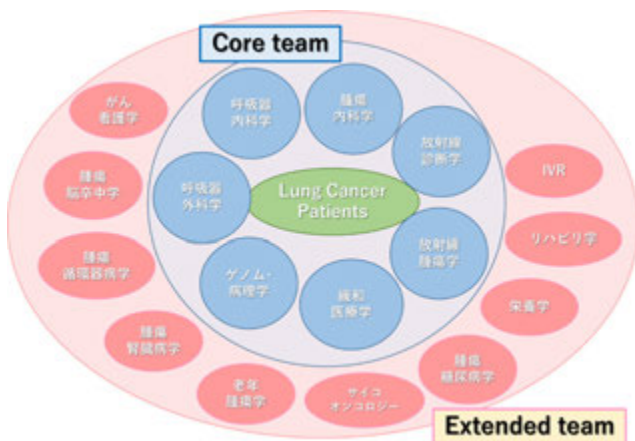 Core team
呼吸器
内科学
腫瘍
内科学
放射線
診断学
放射線
腫瘍学
緩和
医療学
ゲノム・
病理学
呼吸器
外科学
Lung Cancer
Patients
がん
看護学
腫瘍
脳卒中学
腫瘍
循環器病学
腫瘍
腎臓病学
老年
腫瘍学
サイコ
オンコロジー
腫瘍
糖尿病学
栄養学
リハビリ学
IVR
Extended team